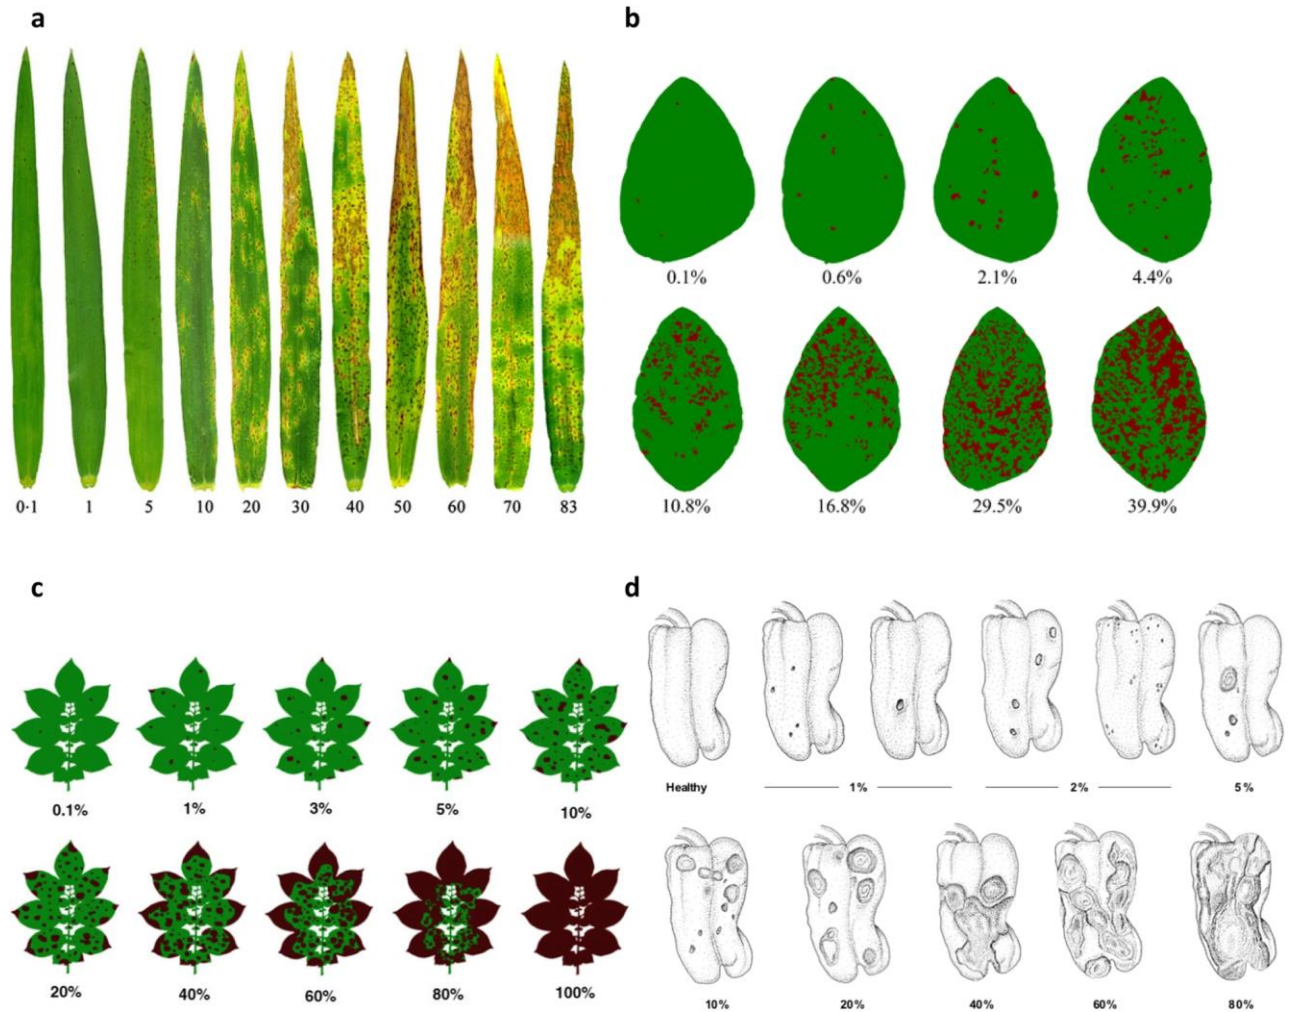 a
0·1 1 5 10 20 30 40 50 60 70 83
b
0.1% 0.6% 2.1% 4.4%
10.8% 16.8% 29.5% 39.9%
c
0.1% 1% 3% 5% 10%
20% 40% 60% 80% 100%
d
Healthy 1% 2% 5%
10% 20% 40% 60% 80%